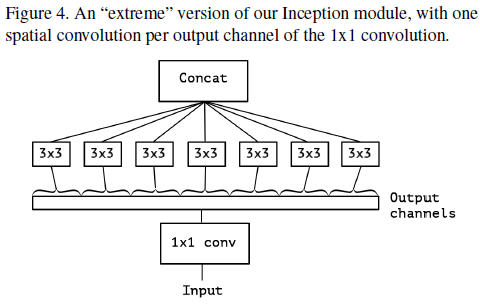 Figure 4. An “extreme” version of our Inception module, with one
spatial convolution per output channel of the 1x1 convolution.
Concat
3x3 3x3 3x3 3x3 3x3 3x3 3x3
Output
channels
1x1 conv
Input